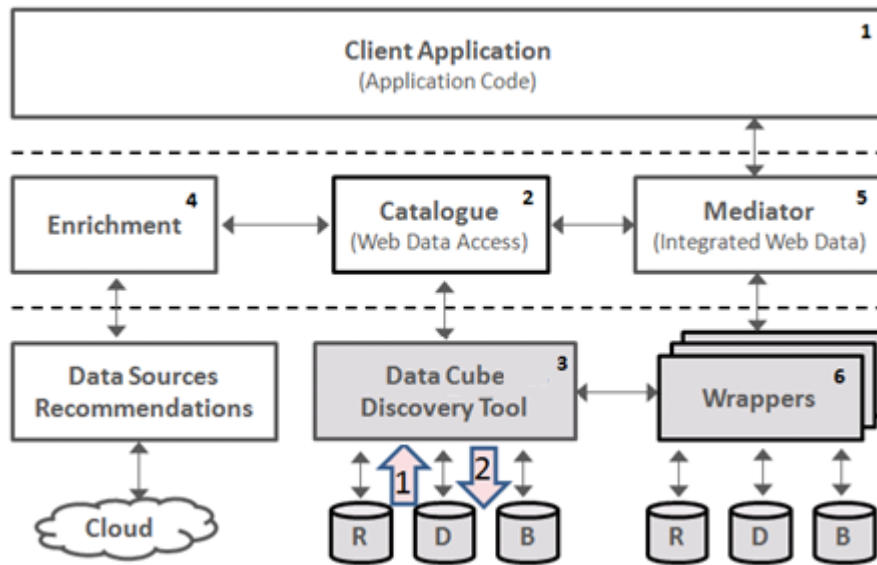 1
Client Application
(Application Code)
4
Enrichment
2
Catalogue
(Web Data Access)
5
Mediator
(Integrated Web Data)
Data Sources
Recommendations
3
Data Cube
Discovery Tool
6
Wrappers
1
2
Cloud
R
D
B
R
D
B